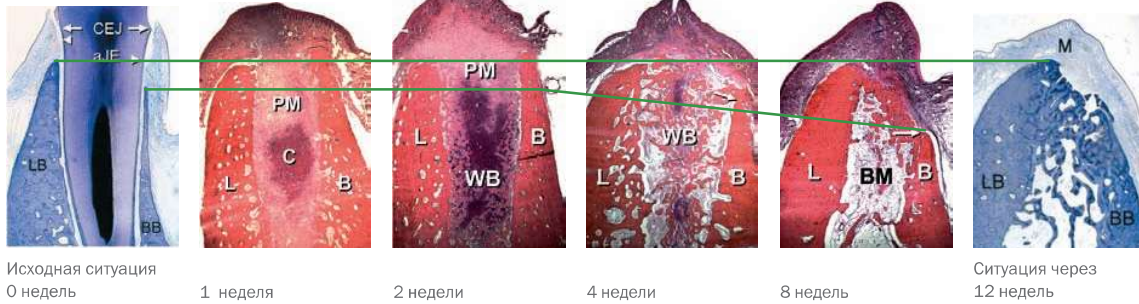 CEJ
aJE
LB
BB
PM
C
L
B
PM
L
B
WB
WB
L
B
L
BM
B
M
LB
BB
Исходная ситуация
0 недель
1 неделя
2 недели
4 недели
8 недель
Ситуация через
12 недель